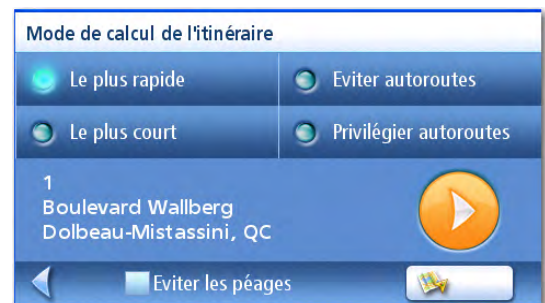 Mode de calcul de l'itinéraire
Le plus rapide
Eviter autoroutes
Le plus court
Privilégier autoroutes
1
Boulevard Wallberg
Dolbeau-Mistassini, QC
Eviter les péages